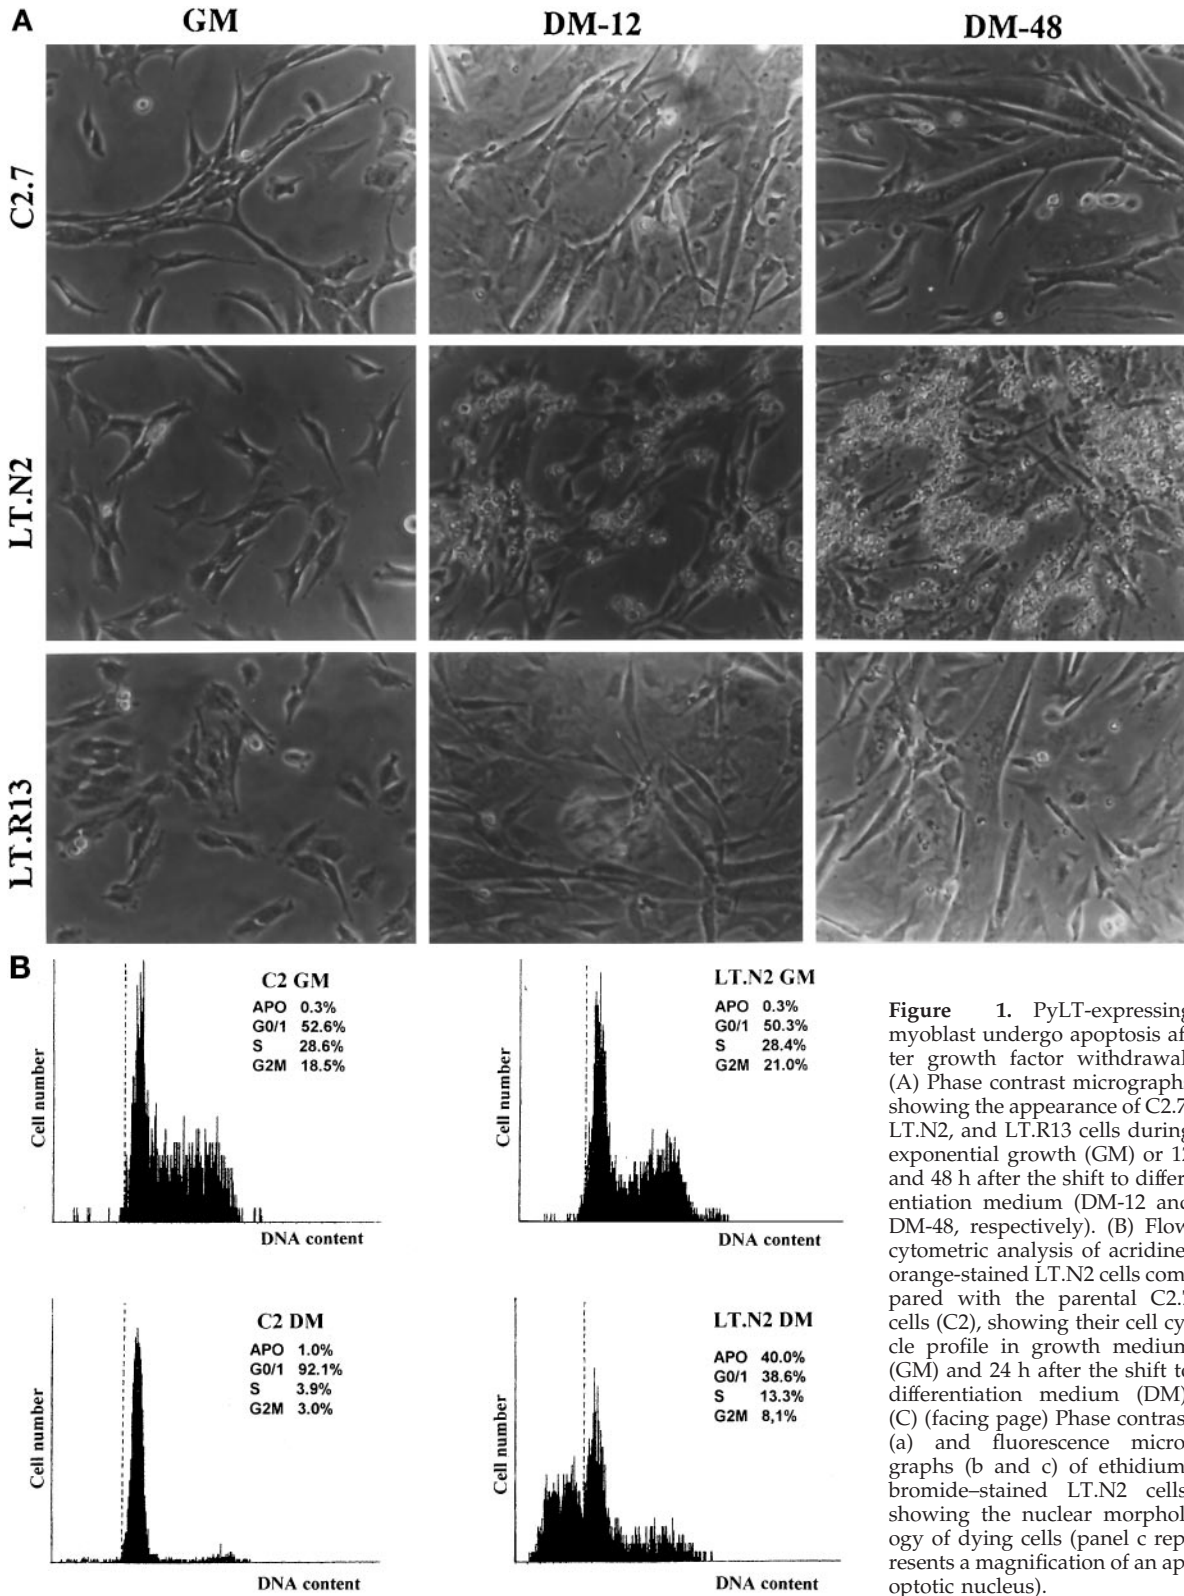 A
GM
DM-12
DM-48
C2.7
LT.N2
LT.R13
B
C2 GM
APO 0.3%
G0/1 52.6%
S 28.6%
G2M 18.5%
Cell number
DNA content
LT.N2 GM
APO 0.3%
G0/1 50.3%
S 28.4%
G2M 21.0%
Cell number
DNA content
C2 DM
APO 1.0%
G0/1 92.1%
S 3.9%
G2M 3.0%
Cell number
DNA content
LT.N2 DM
APO 40.0%
G0/1 38.6%
S 13.3%
G2M 8,1%
Cell number
DNA content
Figure 1. PyLT-expressing
myoblast undergo apoptosis af
ter growth factor withdrawal
(A) Phase contrast micrograph
showing the appearance of C2.7
LT.N2, and LT.R13 cells during
exponential growth (GM) or 12
and 48 h after the shift to differ
entiation medium (DM-12 and
DM-48, respectively). (B) Flow
cytometric analysis of acridine
orange-stained LT.N2 cells com
pared with the parental C2.7
cells (C2), showing their cell cy
cle profile in growth medium
(GM) and 24 h after the shift to
differentiation medium (DM)
(C) (facing page) Phase contras
(a) and fluorescence micro
graphs (b and c) of ethidium
bromide–stained LT.N2 cells
showing the nuclear morphol
ogy of dying cells (panel c rep
resents a magnification of an ap
optotic nucleus).